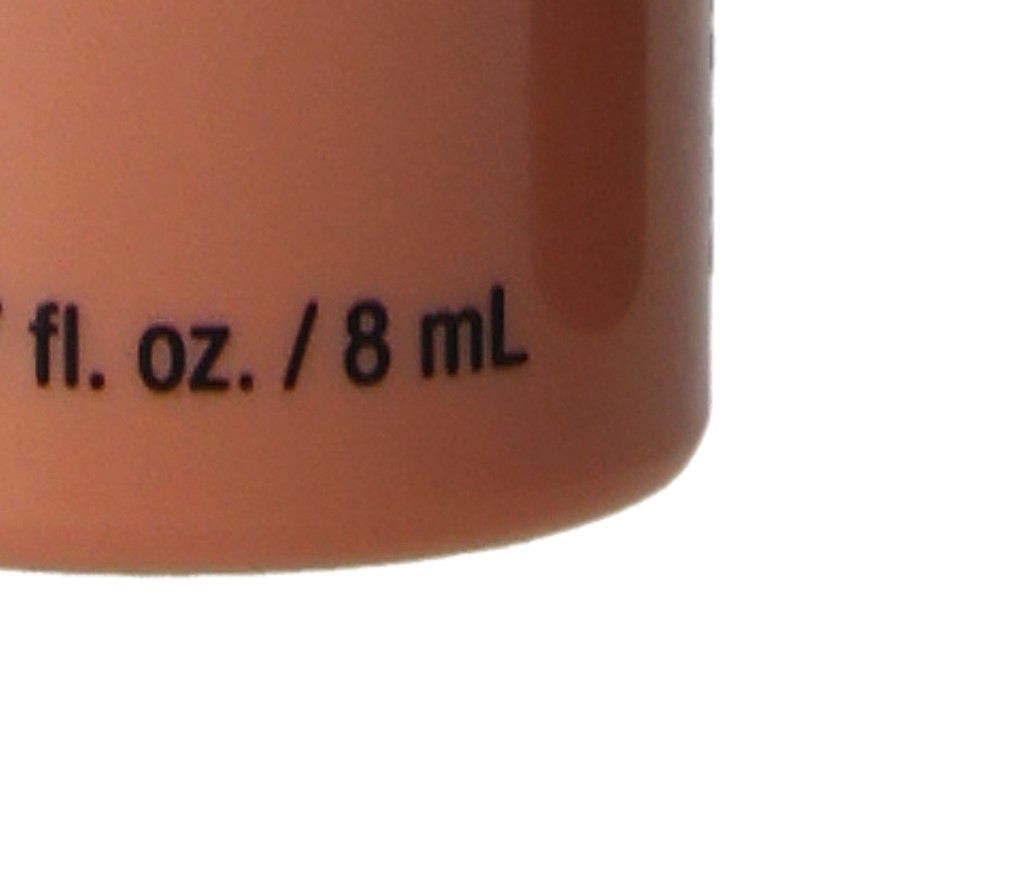 fl. oz. / 8 mL